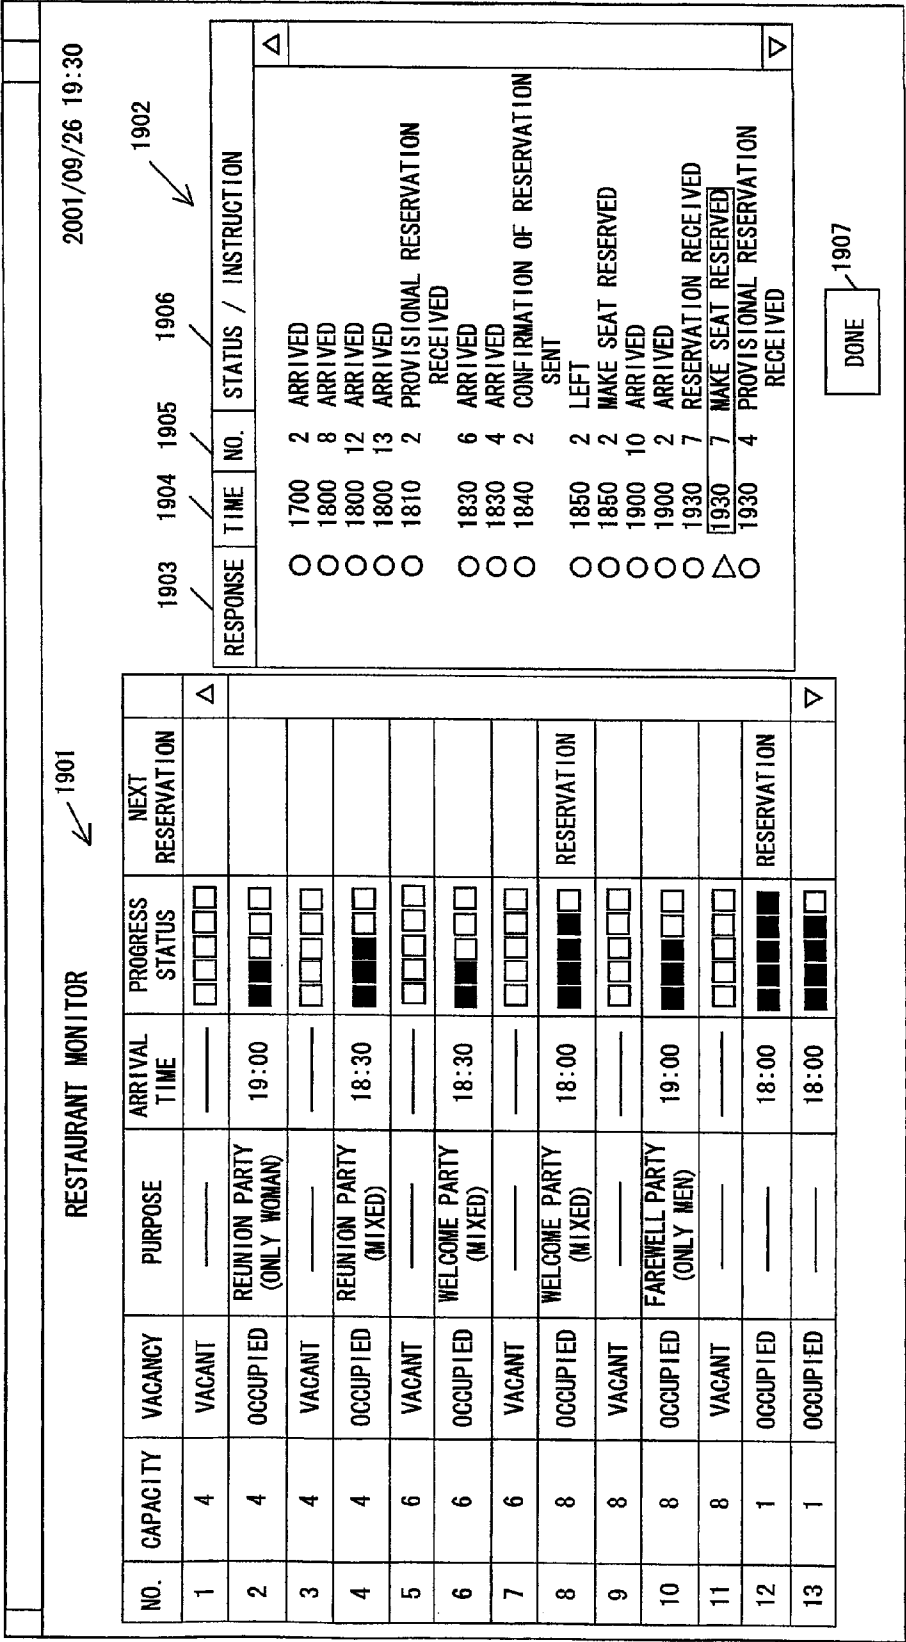 RESTAURANT MONITOR
2001/09/26 19:30
1901
NO. CAPACITY VACANCY PURPOSE ARRIVAL TIME PROGRESS STATUS NEXT RESERVATION
1 4 VACANT
2 4 OCCUPIED REUNION PARTY (ONLY WOMAN) 19:00
3 4 VACANT
4 4 OCCUPIED REUNION PARTY (MIXED) 18:30
5 6 VACANT
6 6 OCCUPIED WELCOME PARTY (MIXED) 18:30
7 6 VACANT
8 8 OCCUPIED WELCOME PARTY (MIXED) 18:00 RESERVATION
9 8 VACANT
10 8 OCCUPIED FAREWELL PARTY (ONLY MEN) 19:00
11 8 VACANT
12 1 OCCUPIED 18:00 RESERVATION
13 1 OCCUPIED 18:00
1902
1903 1904 1905 1906
RESPONSE TIME NO. STATUS / INSTRUCTION
1700 2 ARRIVED
1800 8 ARRIVED
1800 12 ARRIVED
1800 13 ARRIVED
1810 2 PROVISIONAL RESERVATION
RECEIVED
1830 6 ARRIVED
1830 4 ARRIVED
1840 2 CONFIRMATION OF RESERVATION
SENT
1850 2 LEFT
1850 2 MAKE SEAT RESERVED
1900 10 ARRIVED
1900 2 ARRIVED
1930 7 RESERVATION RECEIVED
1930 7 MAKE SEAT RESERVED
1930 4 PROVISIONAL RESERVATION
RECEIVED
DONE
1907